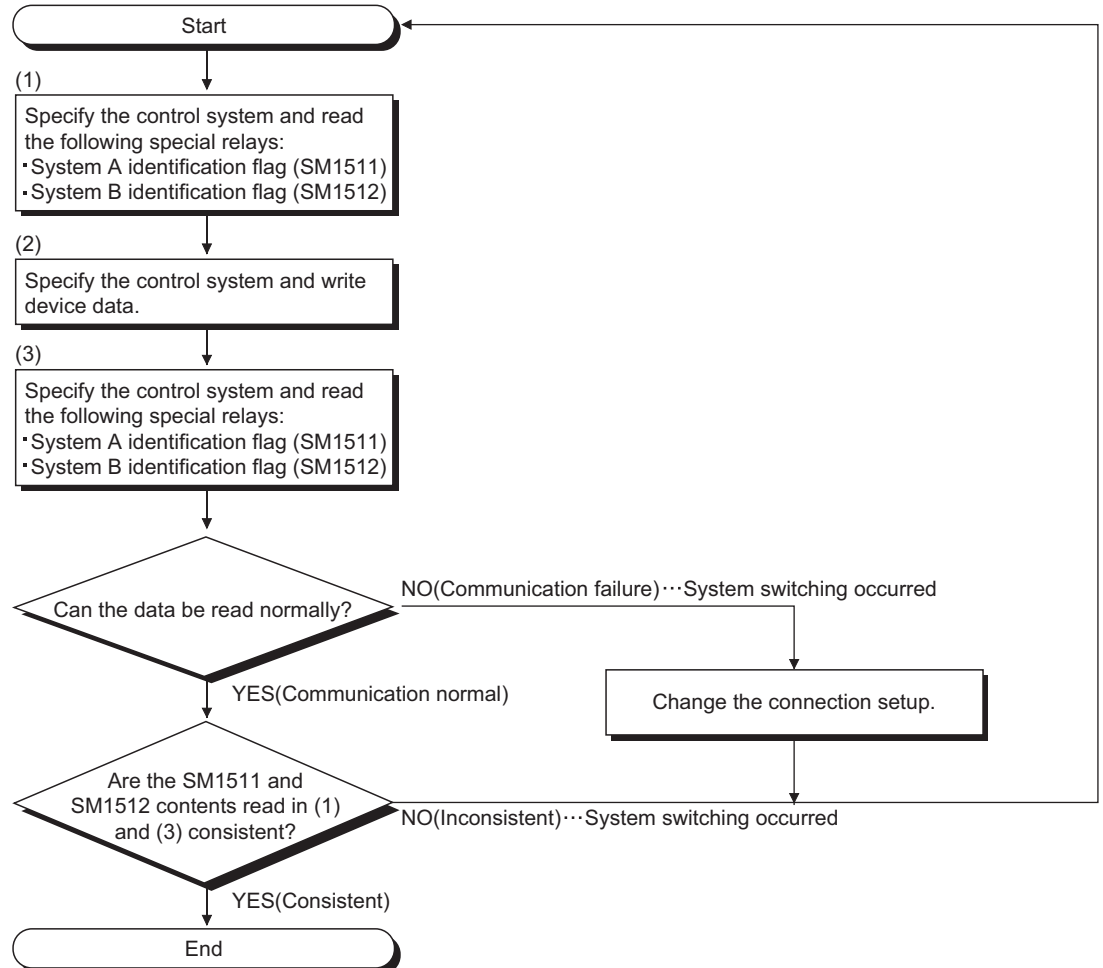 Start
(1)
Specify the control system and read
the following special relays:
▪System A identification flag (SM1511)
▪System B identification flag (SM1512)
(2)
Specify the control system and write
device data.
(3)
Specify the control system and read
the following special relays:
▪System A identification flag (SM1511)
▪System B identification flag (SM1512)
Can the data be read normally?
NO(Communication failure)⋯System switching occurred
Change the connection setup.
YES(Communication normal)
Are the SM1511 and
SM1512 contents read in (1)
and (3) consistent?
NO(Inconsistent)⋯System switching occurred
YES(Consistent)
End